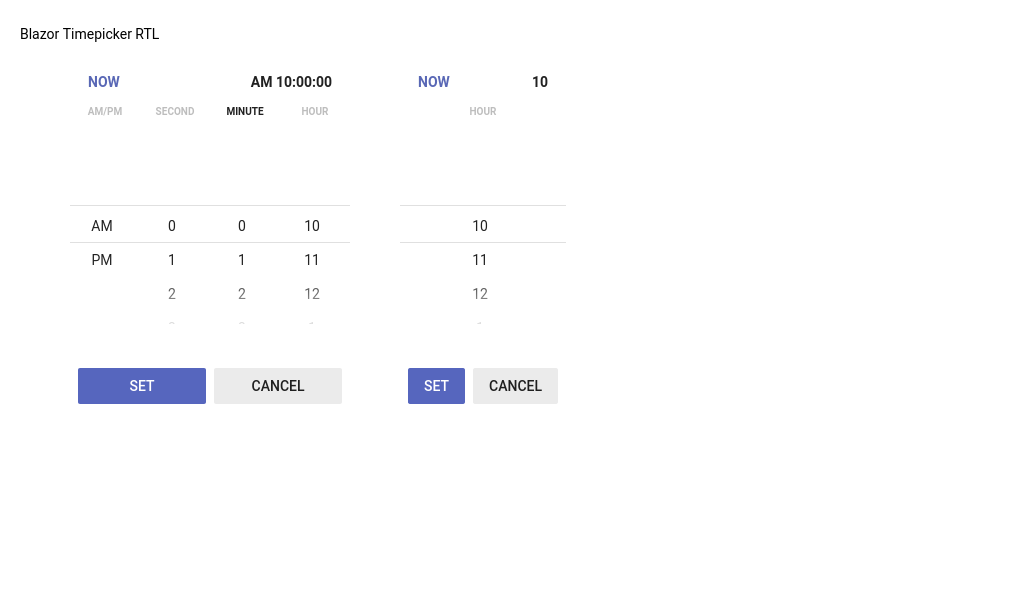 Blazor Timepicker RTL
NOW AM 10:00:00
AM/PM SECOND MINUTE HOUR
AM 0 0 10
PM 1 1 11
2 2 12
SET CANCEL
NOW 10
HOUR
10
11
12
SET CANCEL